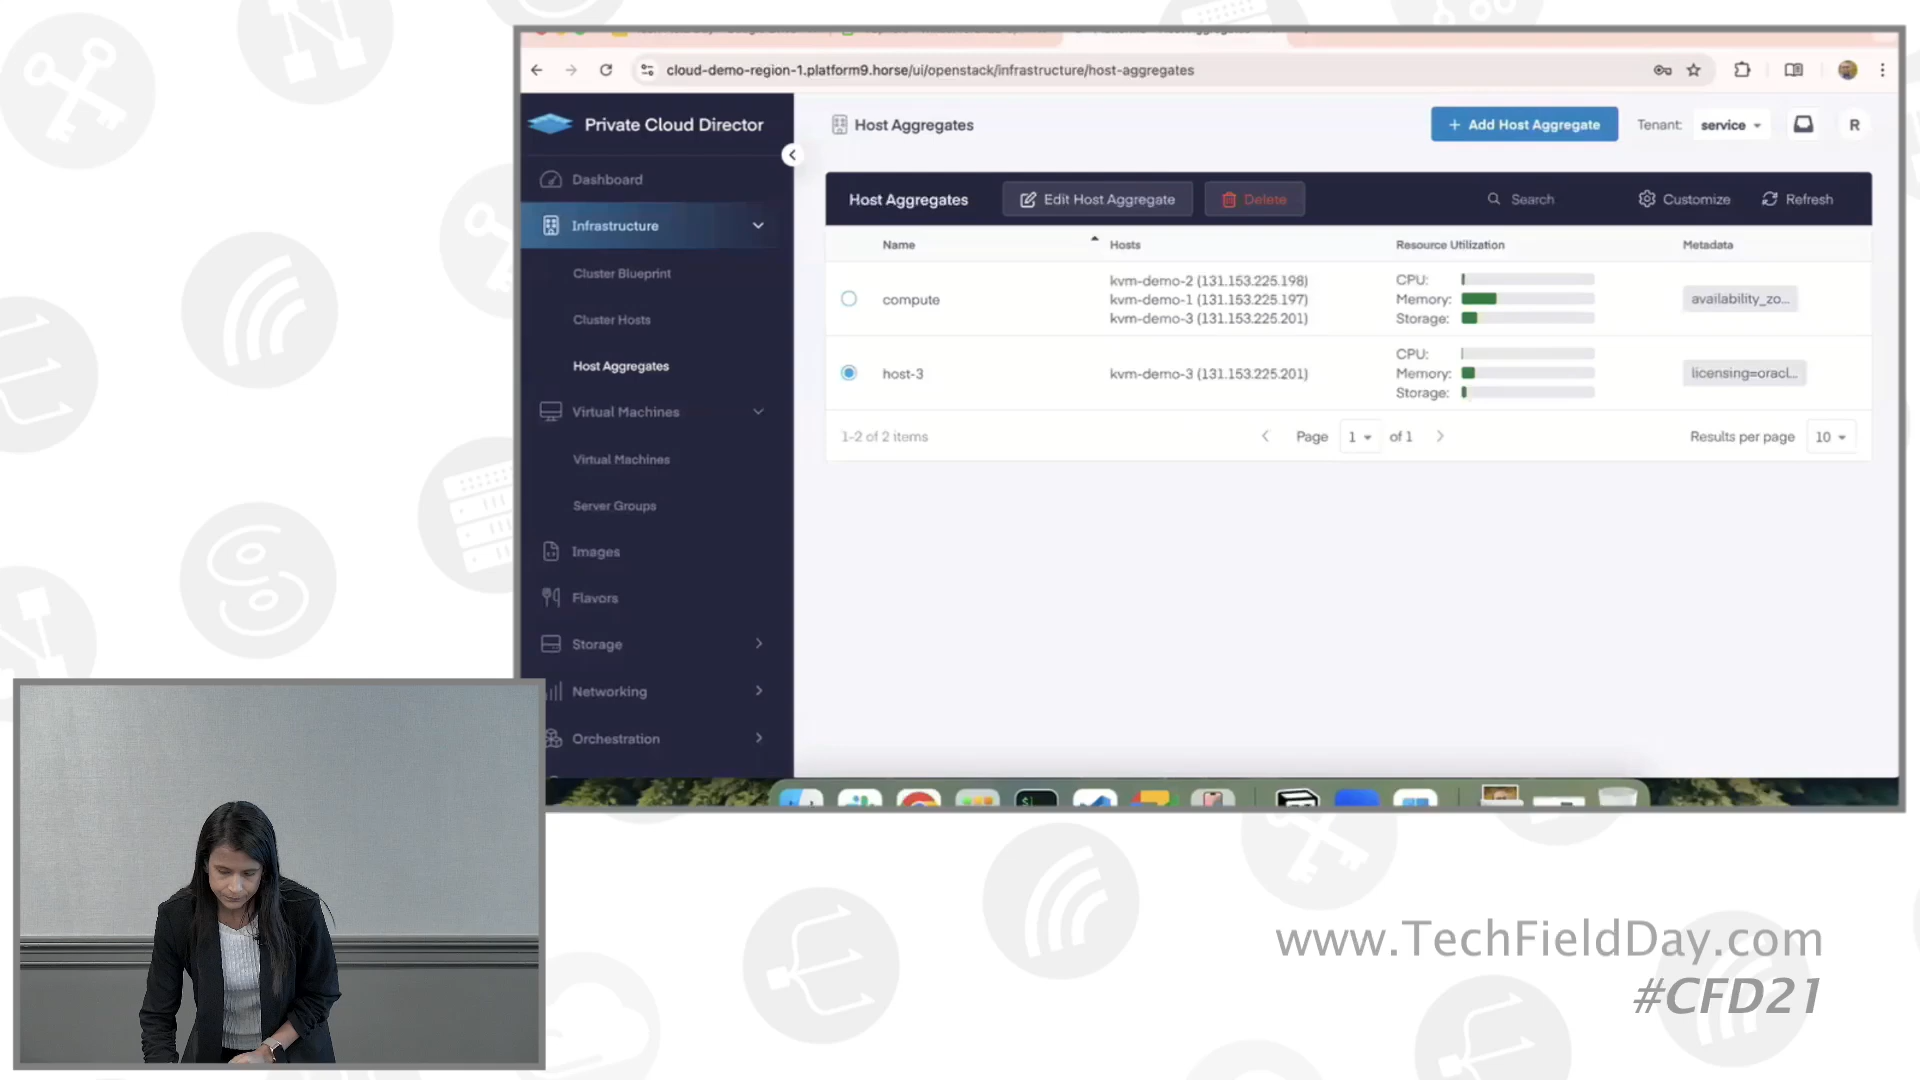 cloud-demo-region-1.platform9.horse/ui/openstack/infrastructure/host-aggregates
Private Cloud Director
Host Aggregates
+ Add Host Aggregate
Tenant:
service
R
Dashboard
Infrastructure
Cluster Blueprint
Cluster Hosts
Host Aggregates
Virtual Machines
Virtual Machines
Server Groups
Images
Flavors
Storage
Networking
Orchestration
Host Aggregates
Edit Host Aggregate
Delete
Search
Customize
Refresh
Name
Hosts
Resource Utilization
Metadata
compute
kvm-demo-2 (131.153.225.198)
kvm-demo-1 (131.153.225.197)
kvm-demo-3 (131.153.225.201)
CPU:
Memory:
Storage:
availability_zo...
host-3
kvm-demo-3 (131.153.225.201)
CPU:
Memory:
Storage:
licensing=oracl...
1-2 of 2 items
Page
1
of 1
Results per page
10
www.TechFieldDay.com
#CFD21